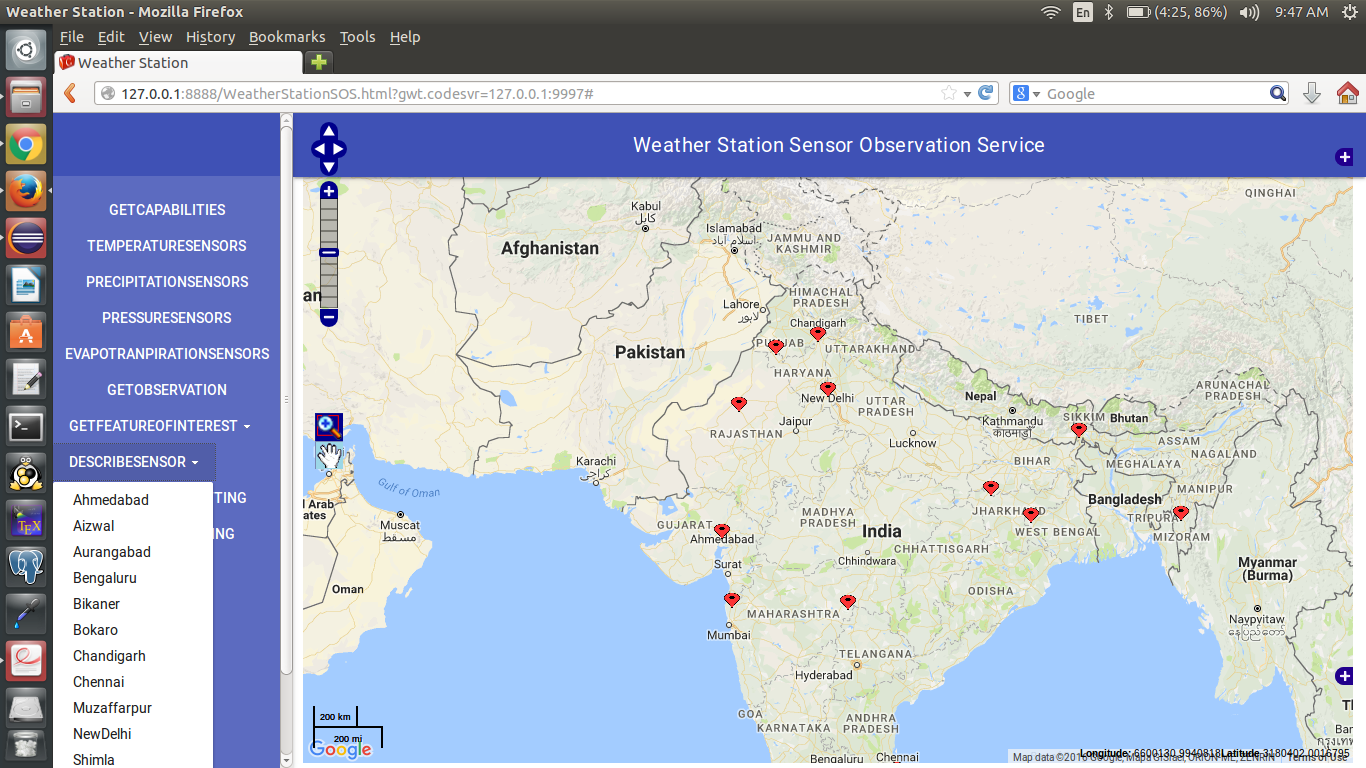 Weather Station - Mozilla Firefox
En
(4:25, 86%)
9:47 AM
File Edit View History Bookmarks Tools Help
Weather Station
127.0.0.1:8888/WeatherStationSOS.html?gwt.codesvr=127.0.0.1:9997#
Google
Weather Station Sensor Observation Service
GETCAPABILITIES
TEMPERATURESENSORS
PRECIPITATIONSENSORS
PRESSURESENSORS
EVAPOTRANPIRATIONSENSORS
GETOBSERVATION
GETFEATUREOFINTEREST
DESCRIBESENSOR
TING
NG
Ahmedabad
Aizwal
Aurangabad
Bengaluru
Bikaner
Bokaro
Chandigarh
Chennai
Muzaffarpur
NewDelhi
Shimla
QINGHAI
Kabul
کابل
Islamabad
اسلام آباد
JAMMU AND
KASHMIR
Afghanistan
an
HIMACHAL
PRADESH
Lahore
لاہور
Chandigarh
TIBET
PUNJAB
UTTARAKHAND
Pakistan
HARYANA
New Delhi
Nepal
ARUNACHAL
PRADESH
UTTAR
PRADESH
Kathmandu
काठमाडौं
SIKKIM
Bhutan
Jaipur
RAJASTHAN
Lucknow
ASSAM
NAGALAND
BIHAR
MEGHALAYA
Karachi
کراچی
Gulf of Oman
Arab
ates
MANIPUR
Bangladesh
JHARKHAND
MADHYA
PRADESH
GUJARAT
Muscat
مسقط
TRIPURA
India
WEST BENGAL
MIZORAM
Ahmedabad
CHHATTISGARH
Surat
Chhindwara
Myanmar
(Burma)
Oman
ODISHA
MAHARASHTRA
Naypyitaw
နေပြည်တော်
Mumbai
TELANGANA
Hyderabad
GOA
ANDHRA
PRADESH
KARNATAKA
Bengaluru
Chennai
200 km
200 mi
Google
Map data ©2016 Google, Mapa GISrael, ORION-ME, ZENRIN
Terms of Use
Longitude: 6600130.9940818 Latitude 3180402.0016795
TEX